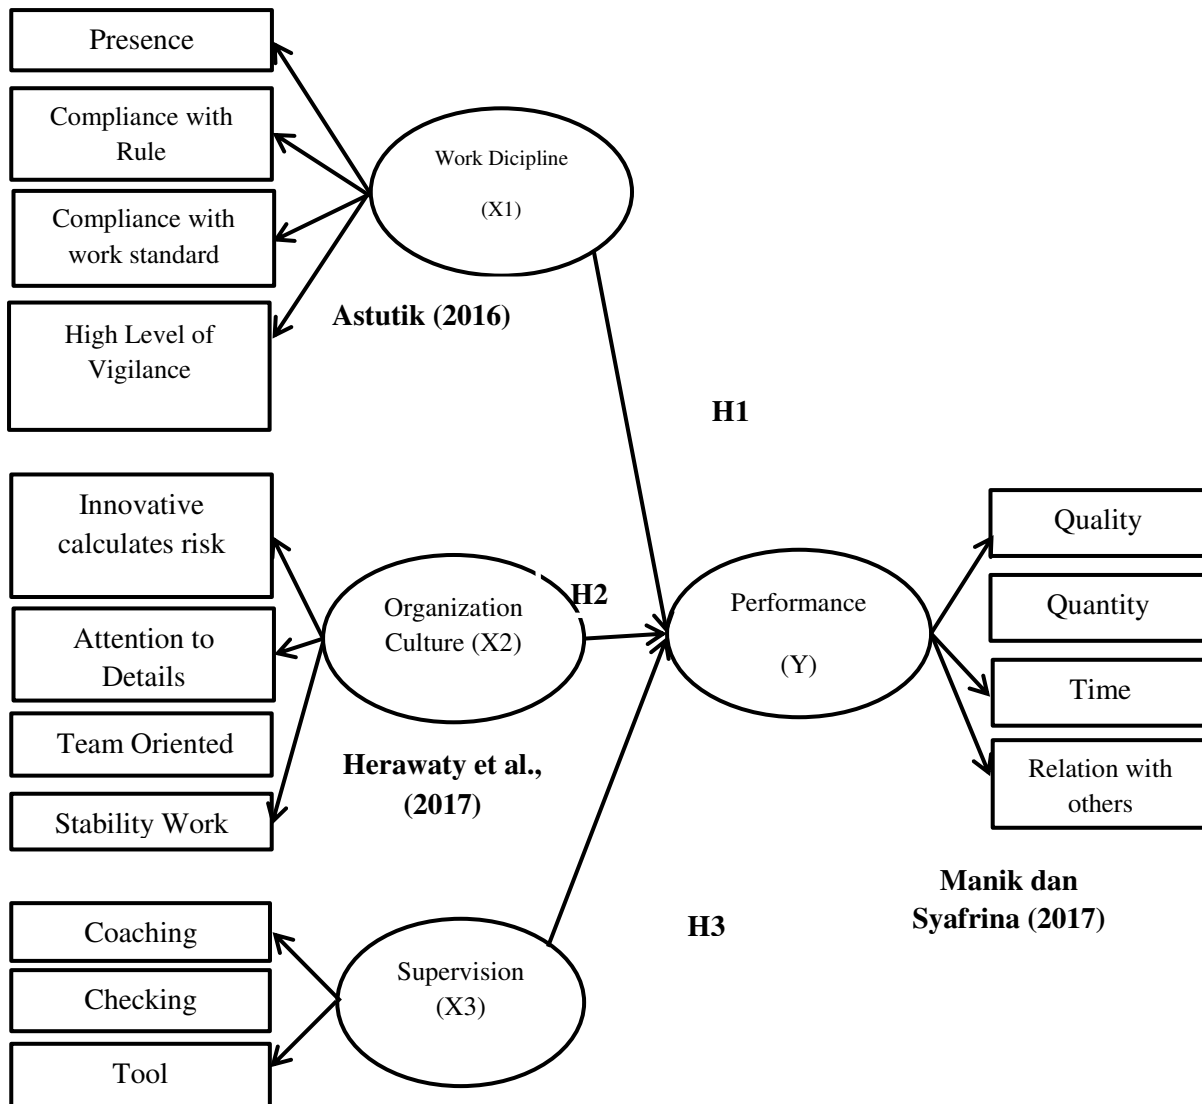 Presence
Compliance with
Rule
Compliance with
work standard
High Level of
Vigilance
Work Dicipline
(X1)
Astutik (2016)
H1
Innovative
calculates risk
Attention to
Details
Team Oriented
Stability Work
Organization
Culture (X2)
H2
Herawaty et al.,
(2017)
Performance
(Y)
Quality
Quantity
Time
Relation with
others
Manik dan
Syafrina (2017)
Coaching
Checking
Tool
Supervision
(X3)
H3